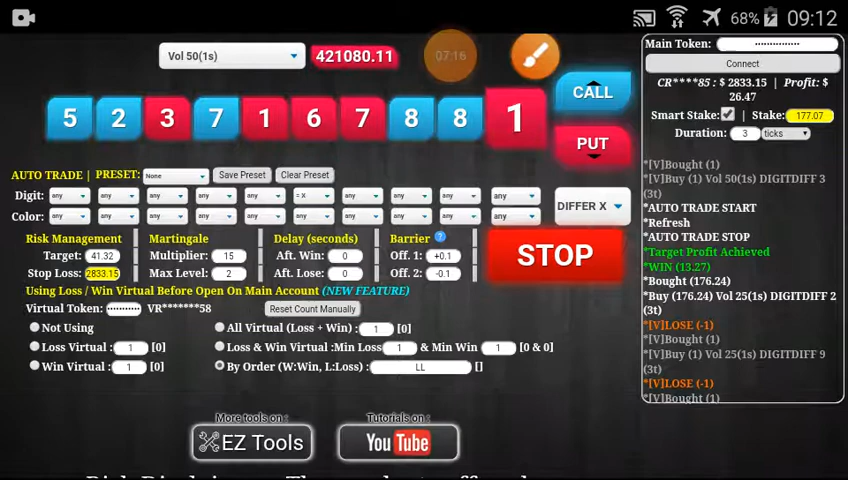 68% 09:12
Vol 50(1s) 421080.11 07:16
CALL
5 2 3 7 1 6 7 8 8 1
PUT
AUTO TRADE | PRESET: None Save Preset Clear Preset
Digit: any any any any any = X any any any any
DIFFER X
Color: any any any any any any any any any any
Risk Management Martingale Delay (seconds) Barrier ?
Target: 41.32 Multiplier: 15 Aft. Win: 0 Off. 1: +0.1
STOP
Stop Loss: 2833.15 Max Level: 2 Aft. Lose: 0 Off. 2: -0.1
Using Loss / Win Virtual Before Open On Main Account (NEW FEATURE)
Virtual Token: •••••••••• VR*******58 Reset Count Manually
Not Using All Virtual (Loss + Win) : 1 [0]
Loss Virtual : 1 [0] Loss & Win Virtual : Min Loss 1 & Min Win 1 [0 & 0]
Win Virtual : 1 [0] By Order (W:Win, L:Loss) : LL []
More tools on : Tutorials on :
EZ Tools YouTube
Main Token: •••••••••••••••
Connect
CR****85 : $ 2833.15 | Profit: $
26.47
Smart Stake: Stake: 177.07
Duration: 3 ticks
*[V]Bought (1)
*[V]Buy (1) Vol 50(1s) DIGITDIFF 3
(3t)
*AUTO TRADE START
*Refresh
*AUTO TRADE STOP
*Target Profit Achieved
*WIN (13.27)
*Bought (176.24)
*Buy (176.24) Vol 25(1s) DIGITDIFF 2
(3t)
*[V]LOSE (-1)
*[V]Bought (1)
*[V]Buy (1) Vol 25(1s) DIGITDIFF 9
(3t)
*[V]LOSE (-1)
*[V]Bought (1)